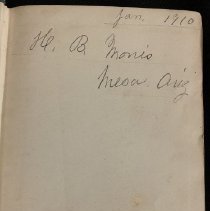 Jan, 1910
H. B. Morris
Mesa Ariz